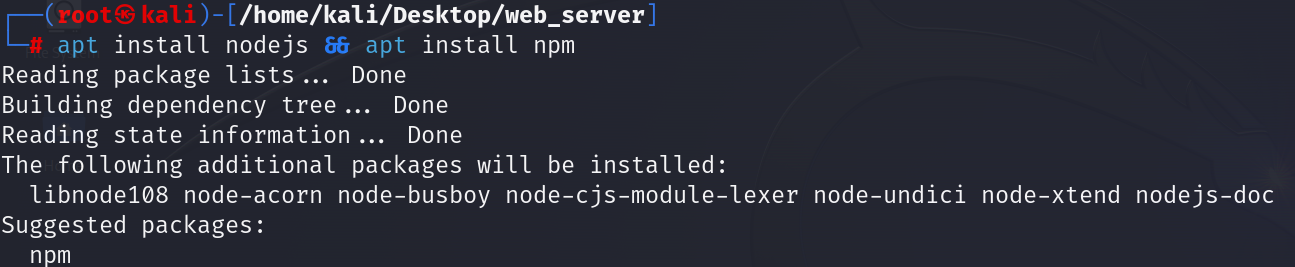 ┌──(root㉿kali)-[/home/kali/Desktop/web_server]
└─# apt install nodejs && apt install npm
Reading package lists... Done
Building dependency tree... Done
Reading state information... Done
The following additional packages will be installed:
  libnode108 node-acorn node-busboy node-cjs-module-lexer node-undici node-xtend nodejs-doc
Suggested packages:
  npm